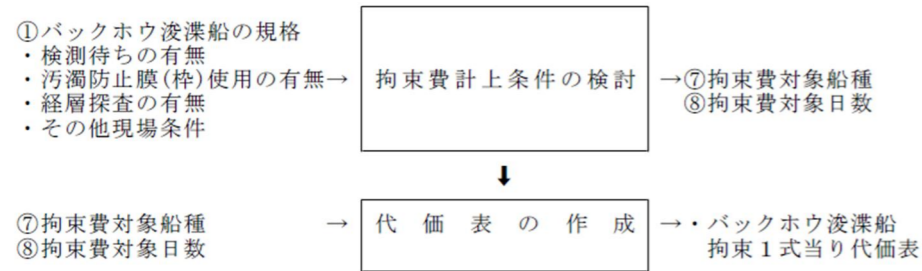 ①バックホウ浚渫船の規格
・検測待ちの有無
・汚濁防止膜(枠)使用の有無→
・経層探査の有無
・その他現場条件
拘束費計上条件の検討
→⑦拘束費対象船種
⑧拘束費対象日数
⬇
⑦拘束費対象船種 →
⑧拘束費対象日数
代価表の作成
→・バックホウ浚渫船
拘束1式当り代価表